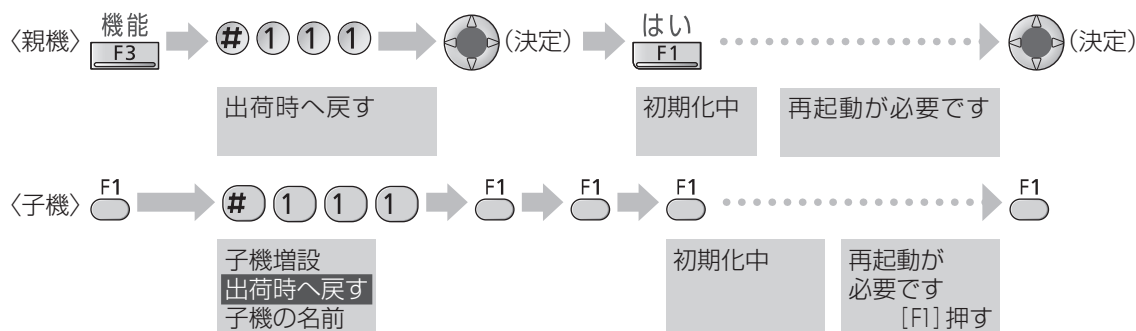 〈親機〉 機能 F3 # 1 1 1 (決定) はい F1 (決定)
出荷時へ戻す 初期化中 再起動が必要です
〈子機〉 F1 # 1 1 1 F1 F1 F1 F1
子機増設 初期化中 再起動が
出荷時へ戻す 必要です
子機の名前 [F1]押す